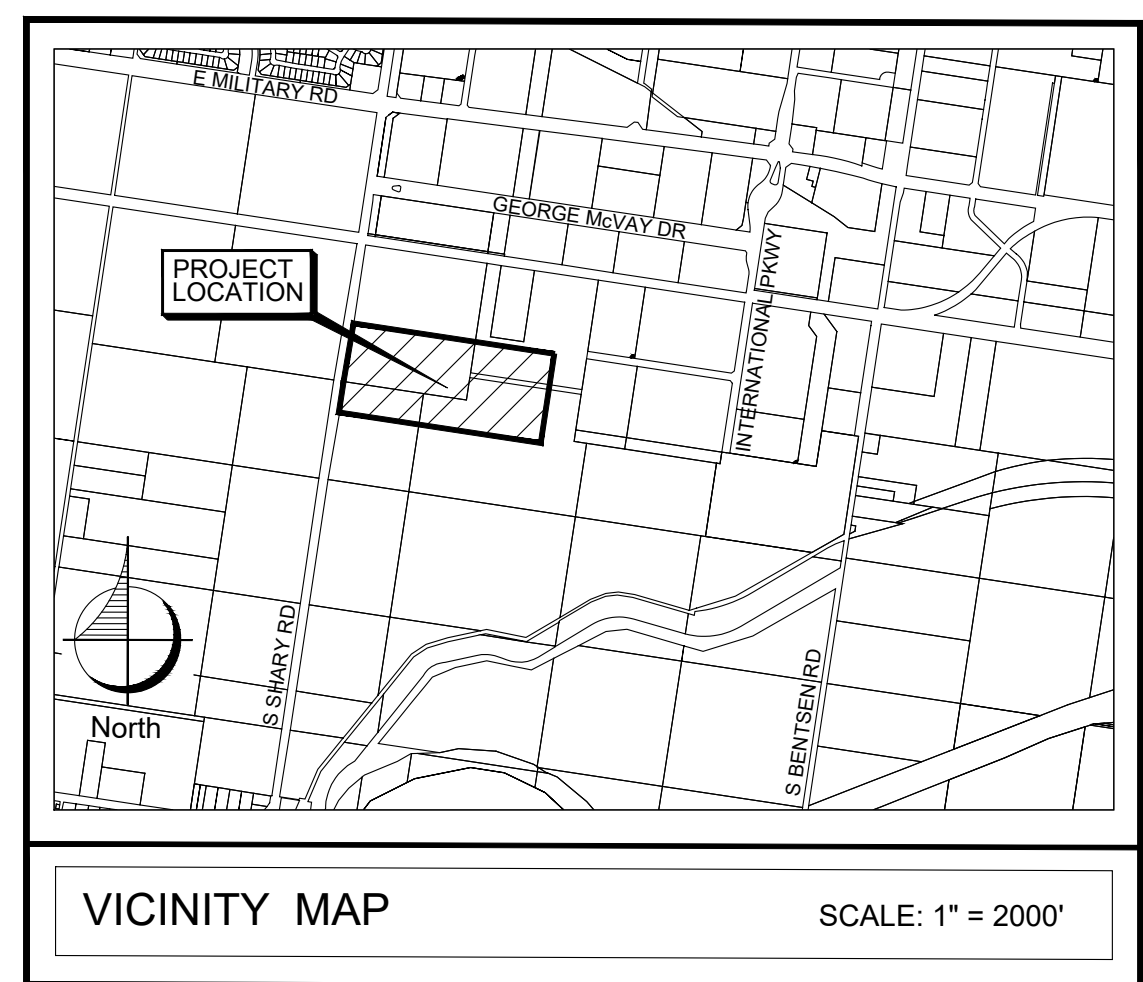 E MILITARY RD
GEORGE McVAY DR
PROJECT
LOCATION
INTERNATIONAL PKWY
S SHARY RD
S BENTSEN RD
North
VICINITY MAP
SCALE: 1" = 2000'